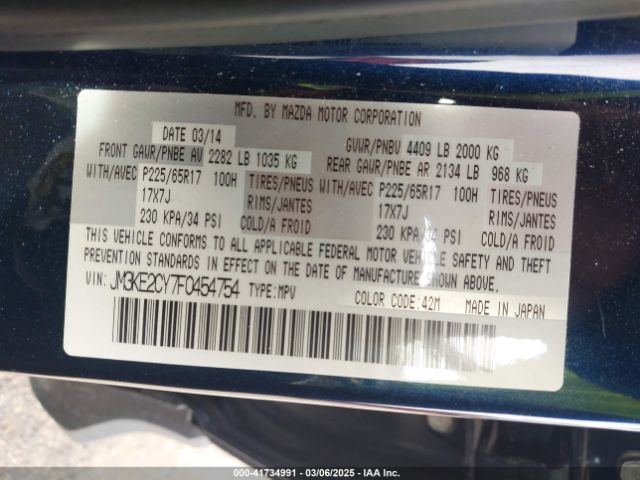 MFD. BY MAZDA MOTOR CORPORATION
DATE 03/14 GVWR/PNBV 4409 LB 2000 KG
FRONT GAWR/PNBE AV 2282 LB 1035 KG REAR GAWR/PNBE AR 2134 LB 968 KG
WITH/AVEC P225/65R17 100H TIRES/PNEUS WITH/AVEC P225/65R17 100H TIRES/PNEUS
17X7J RIMS/JANTES 17X7J RIMS/JANTES
230 KPA/34 PSI COLD/A FROID 230 KPA/34 PSI COLD/A FROID
THIS VEHICLE CONFORMS TO ALL APPLICABLE FEDERAL MOTOR VEHICLE SAFETY AND THEFT
PREVENTION STANDARDS IN EFFECT ON THE DATE OF MANUFACTURE SHOWN ABOVE.
VIN: JM3KE2CY7F0454754 TYPE:MPV COLOR CODE:42M MADE IN JAPAN
000-41734991 - 03/06/2025 - IAA, Inc.